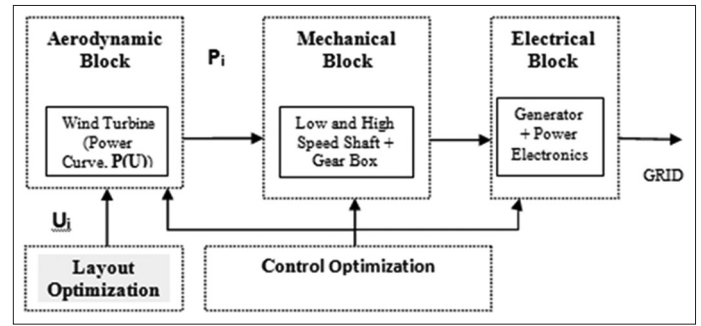 Aerodynamic
Block
Wind Turbine
(Power
Curve. P(U))
Pi
Mechanical
Block
Low and High
Speed Shaft +
Gear Box
Electrical
Block
Generator
+ Power
Electronics
GRID
Ui
Layout
Optimization
Control Optimization